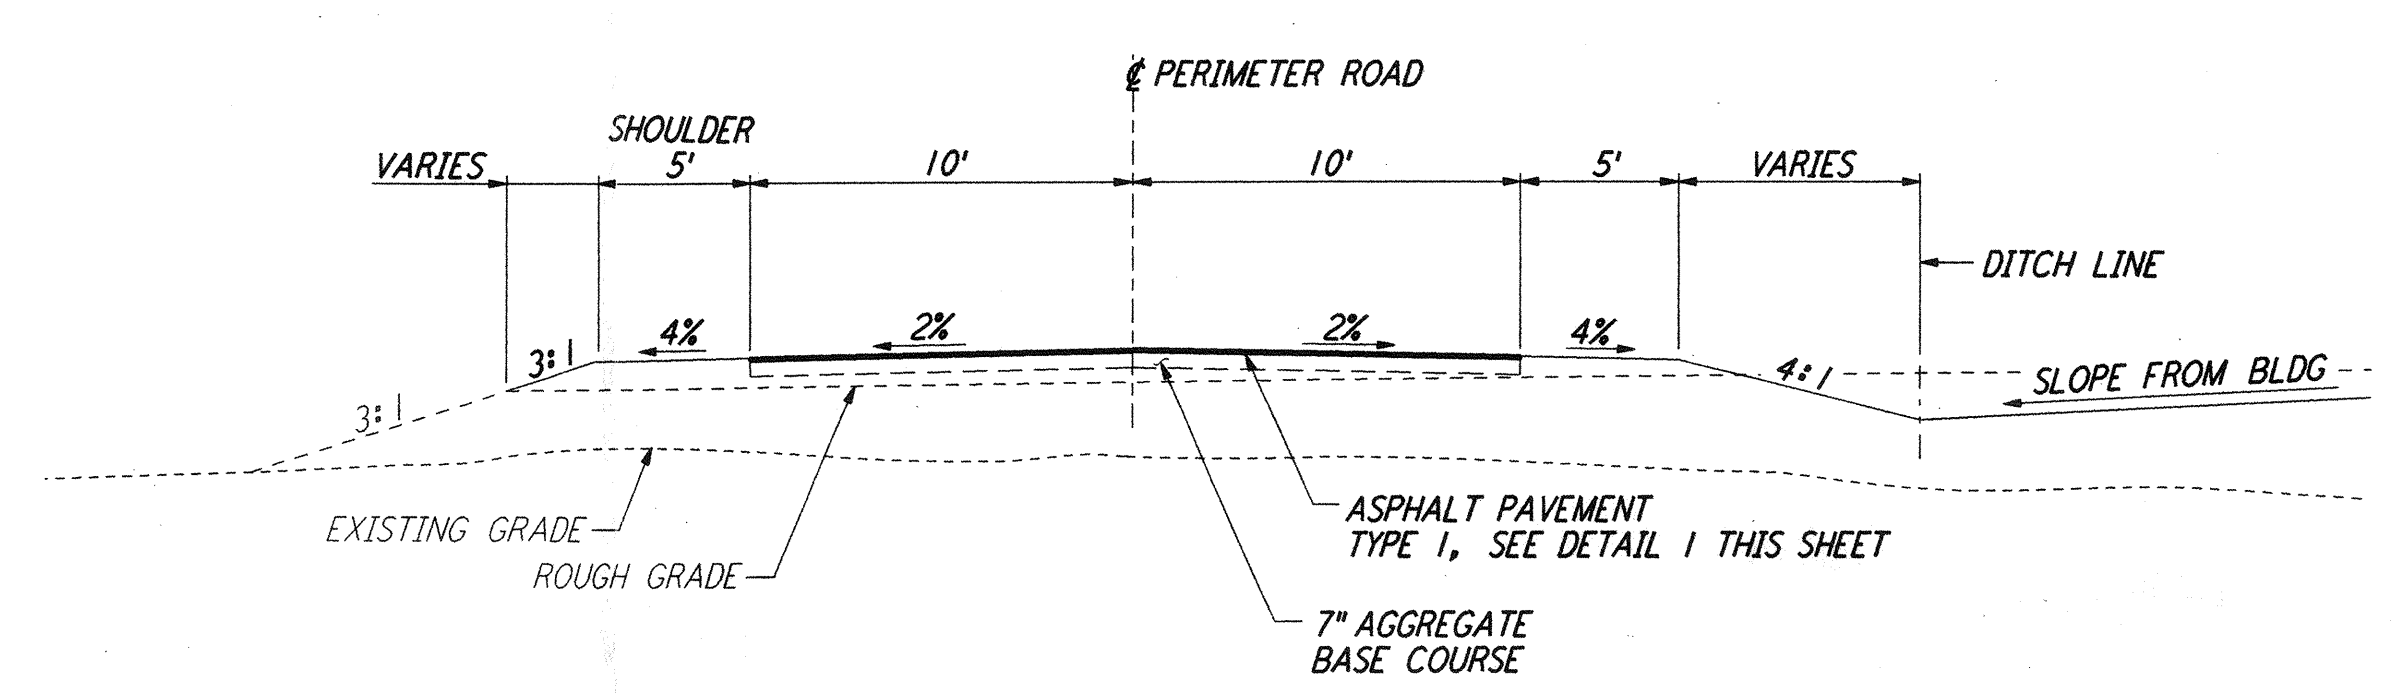 ℄ PERIMETER ROAD
SHOULDER
VARIES 5' 10' 10' 5' VARIES
DITCH LINE
4% 2% 2% 4%
3:1 4:1
SLOPE FROM BLDG
3:1
EXISTING GRADE
ROUGH GRADE
ASPHALT PAVEMENT
TYPE 1, SEE DETAIL 1 THIS SHEET
7" AGGREGATE
BASE COURSE